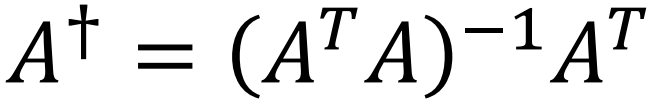 A† = (AᵀA)⁻¹Aᵀ